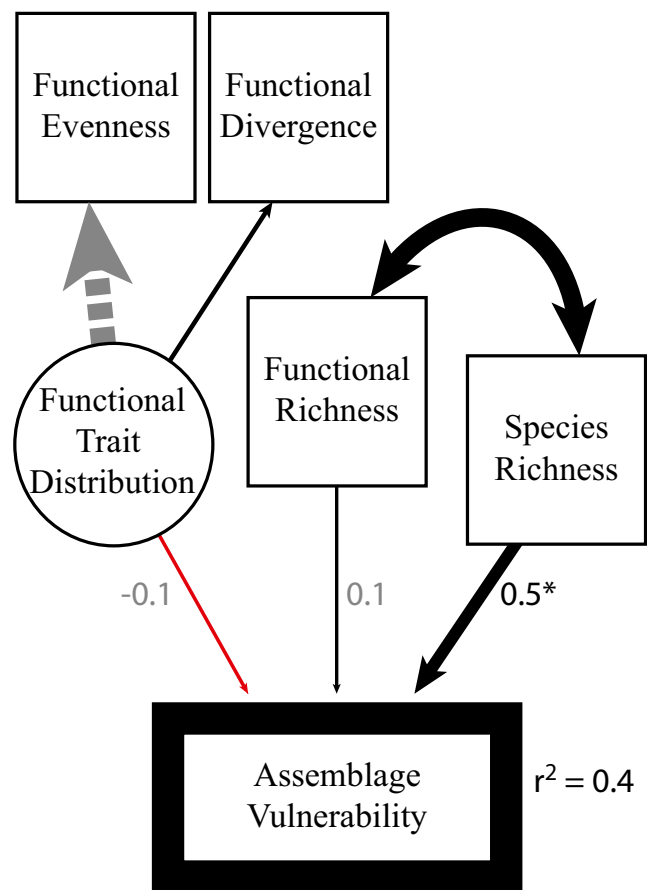 Functional
Evenness
Functional
Divergence
Functional
Richness
Species
Richness
Functional
Trait
Distribution
-0.1
0.1
0.5*
Assemblage
Vulnerability
r² = 0.4